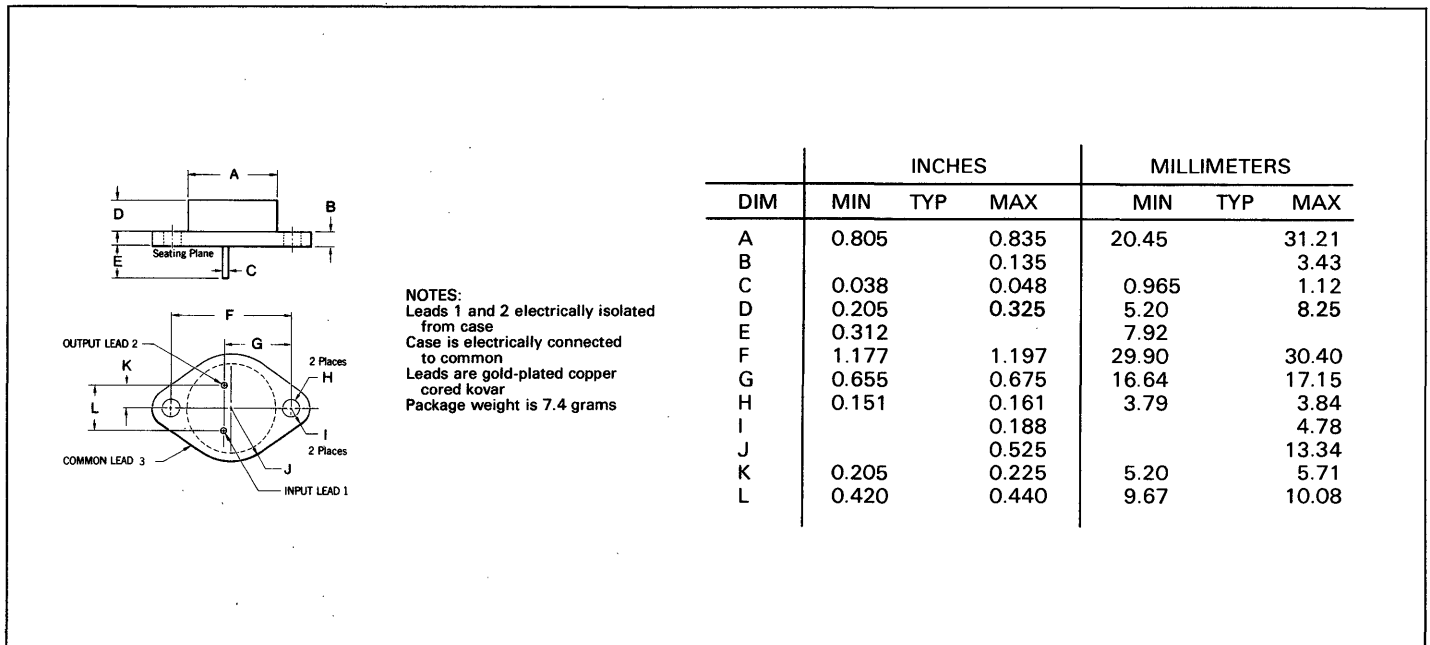 A
D
B
Seating Plane
E
C
F
OUTPUT LEAD 2
G
K
2 Places
H
L
I
2 Places
COMMON LEAD 3
J
INPUT LEAD 1
NOTES:
Leads 1 and 2 electrically isolated
from case
Case is electrically connected
to common
Leads are gold-plated copper
cored kovar
Package weight is 7.4 grams
INCHES MILLIMETERS
DIM MIN TYP MAX MIN TYP MAX
A 0.805 0.835 20.45 31.21
B 0.135 3.43
C 0.038 0.048 0.965 1.12
D 0.205 0.325 5.20 8.25
E 0.312 7.92
F 1.177 1.197 29.90 30.40
G 0.655 0.675 16.64 17.15
H 0.151 0.161 3.79 3.84
I 0.188 4.78
J 0.525 13.34
K 0.205 0.225 5.20 5.71
L 0.420 0.440 9.67 10.08